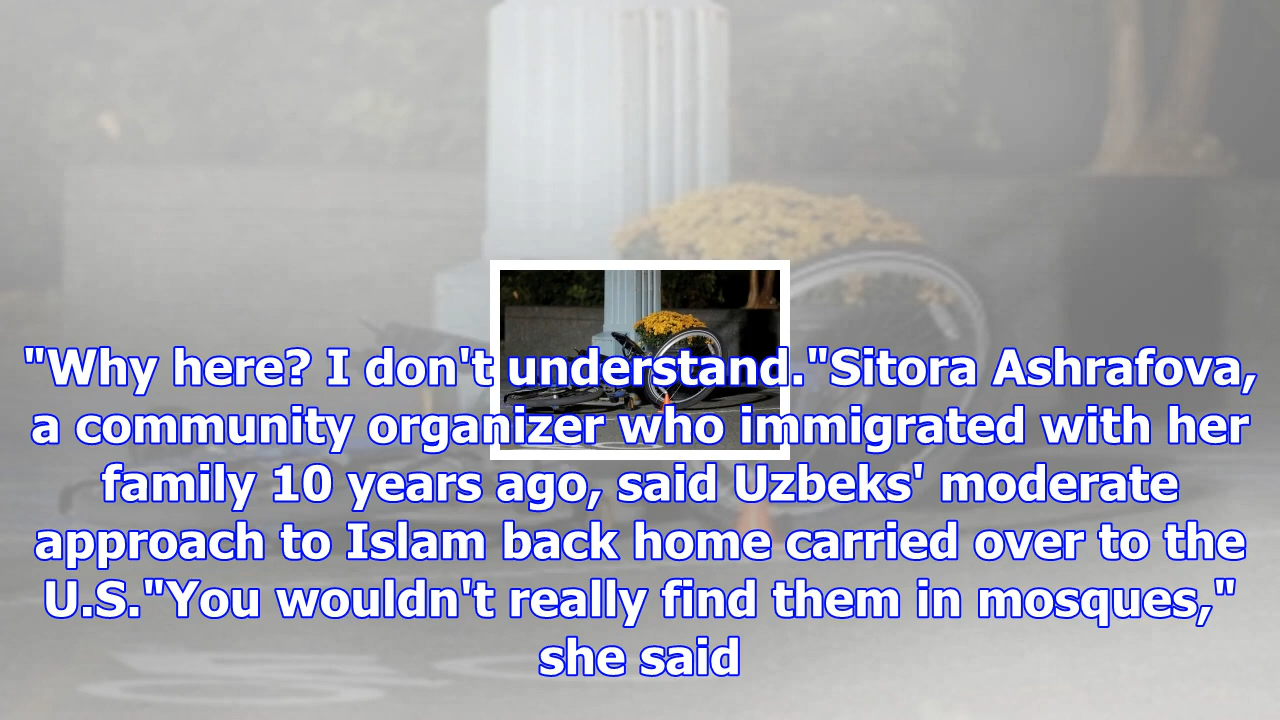 "Why here? I don't understand."Sitora Ashrafova,
a community organizer who immigrated with her
family 10 years ago, said Uzbeks' moderate
approach to Islam back home carried over to the
U.S."You wouldn't really find them in mosques,"
she said